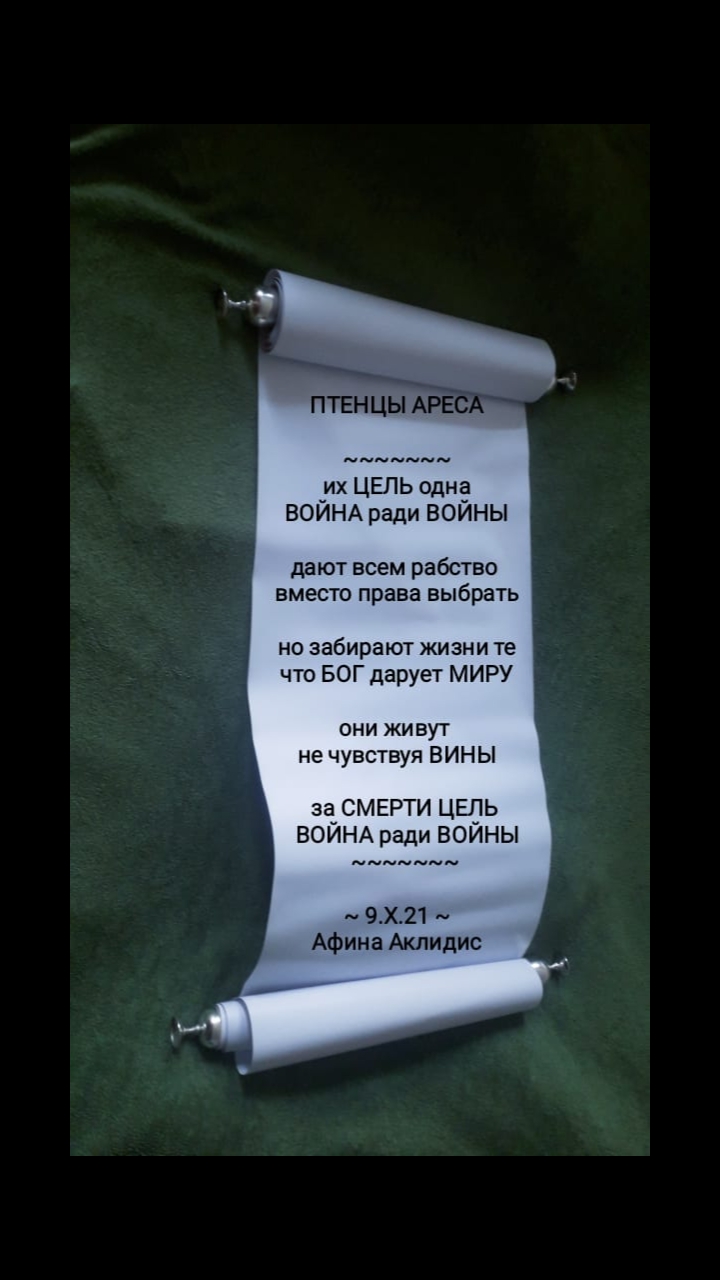 ПТЕНЦЫ АРЕСА
~~~~~~~
их ЦЕЛЬ одна
ВОЙНА ради ВОЙНЫ
дают всем рабство
вместо права выбрать
но забирают жизни те
что БОГ дарует МИРУ
они живут
не чувствуя ВИНЫ
за СМЕРТИ ЦЕЛЬ
ВОЙНА ради ВОЙНЫ
~~~~~~~
~ 9.X.21 ~
Афина Аклидис